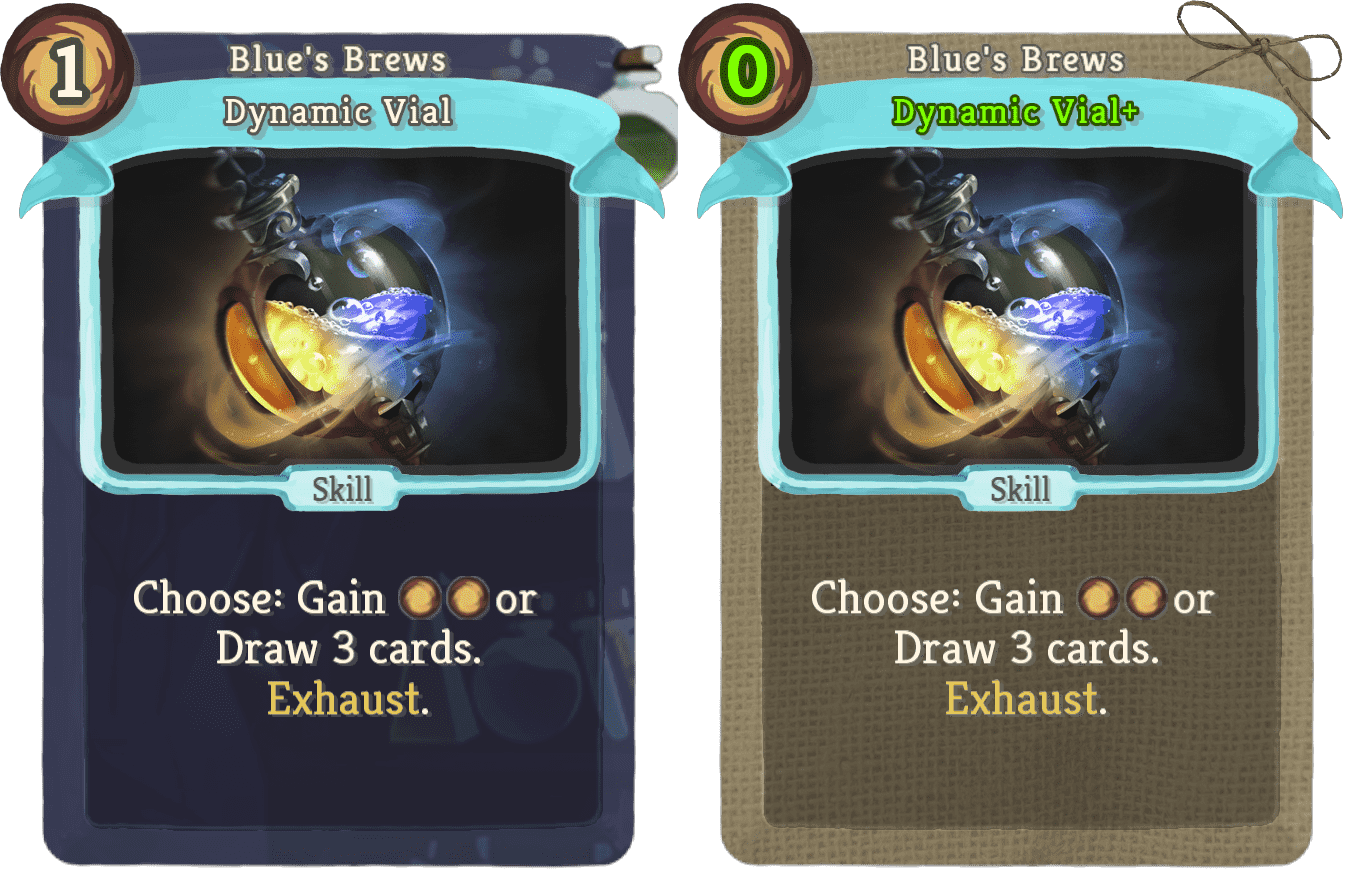 1
Blue's Brews
Dynamic Vial
Skill
Choose: Gain or
Draw 3 cards.
Exhaust.
0
Blue's Brews
Dynamic Vial+
Skill
Choose: Gain or
Draw 3 cards.
Exhaust.